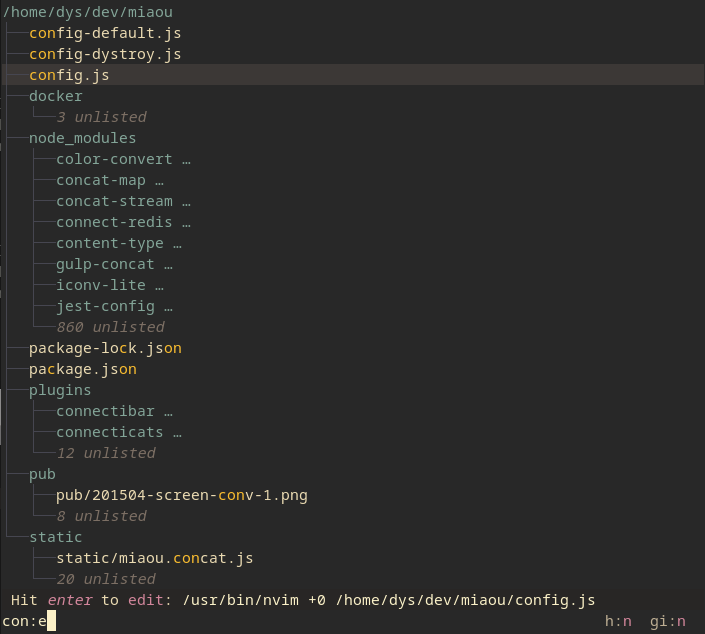 /home/dys/dev/miaou
config-default.js
config-dystroy.js
config.js
docker
3 unlisted
node_modules
color-convert …
concat-map …
concat-stream …
connect-redis …
content-type …
gulp-concat …
iconv-lite …
jest-config …
860 unlisted
package-lock.json
package.json
plugins
connectibar …
connecticats …
12 unlisted
pub
pub/201504-screen-conv-1.png
8 unlisted
static
static/miaou.concat.js
20 unlisted
Hit enter to edit: /usr/bin/nvim +0 /home/dys/dev/miaou/config.js
con:e h:n gi:n